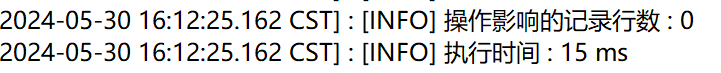 2024-05-30 16:12:25.162 CST] : [INFO] 操作影响的记录行数 : 0
2024-05-30 16:12:25.162 CST] : [INFO] 执行时间 : 15 ms